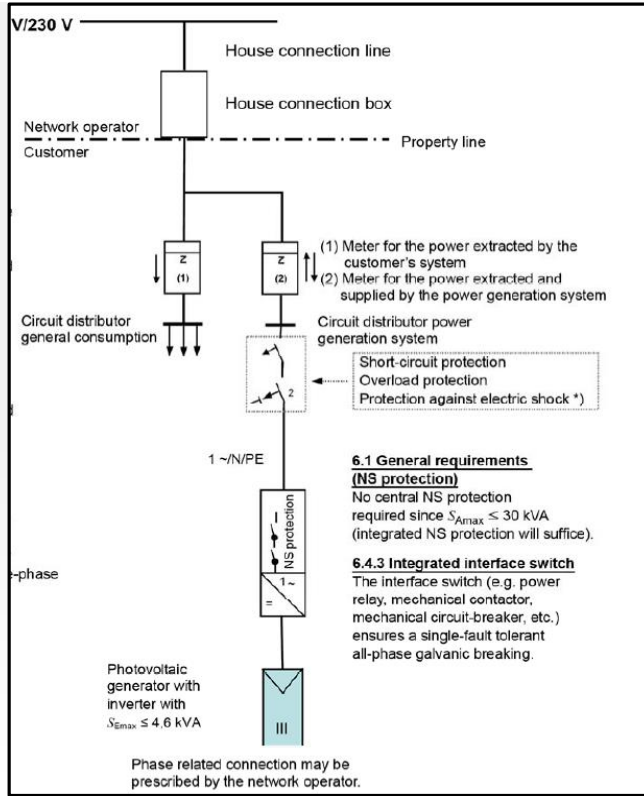 V/230 V
House connection line
House connection box
Network operator
Customer
Property line
Z
(1)
Z
(2)
(1) Meter for the power extracted by the
customer's system
(2) Meter for the power extracted and
supplied by the power generation system
Circuit distributor
general consumption
Circuit distributor power
generation system
2
Short-circuit protection
Overload protection
Protection against electric shock *)
1 ~/N/PE
NS protection
1 ~
=
6.1 General requirements
(NS protection)
No central NS protection
required since SAmax ≤ 30 kVA
(integrated NS protection will suffice).
6.4.3 Integrated interface switch
The interface switch (e.g. power
relay, mechanical contactor,
mechanical circuit-breaker, etc.)
ensures a single-fault tolerant
all-phase galvanic breaking.
e-phase
Photovoltaic
generator with
inverter with
SEmax ≤ 4,6 kVA
III
Phase related connection may be
prescribed by the network operator.